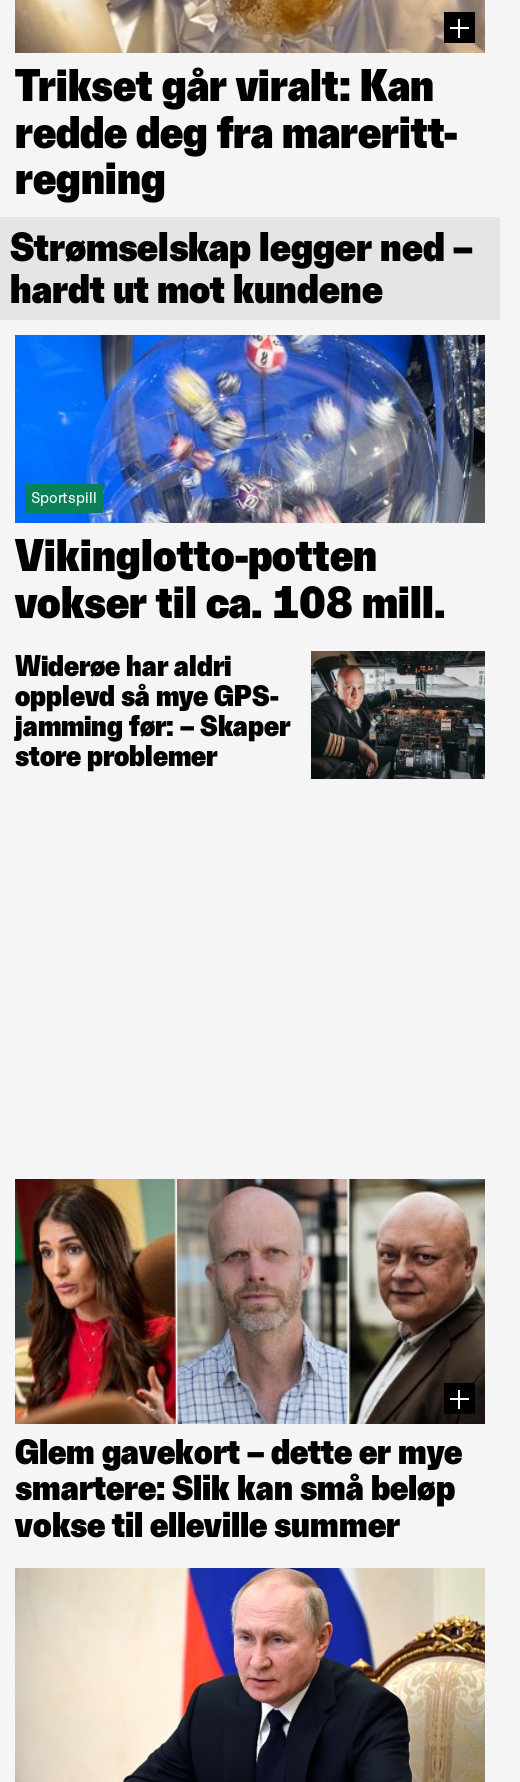 Trikset går viralt: Kan
redde deg fra mareritt-
regning
Strømselskap legger ned –
hardt ut mot kundene
Sportspill
Vikinglotto-potten
vokser til ca. 108 mill.
Widerøe har aldri
opplevd så mye GPS-
jamming før: – Skaper
store problemer
Glem gavekort – dette er mye
smartere: Slik kan små beløp
vokse til elleville summer